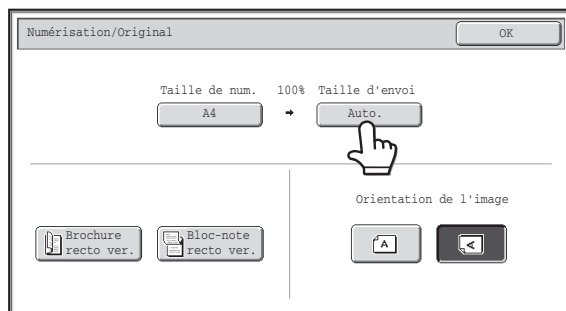 Numérisation/Original
OK
Taille de num. 100% Taille d'envoi
A4 → Auto.
Orientation de l'image
Brochure
recto ver.
Bloc-note
recto ver.
A
A